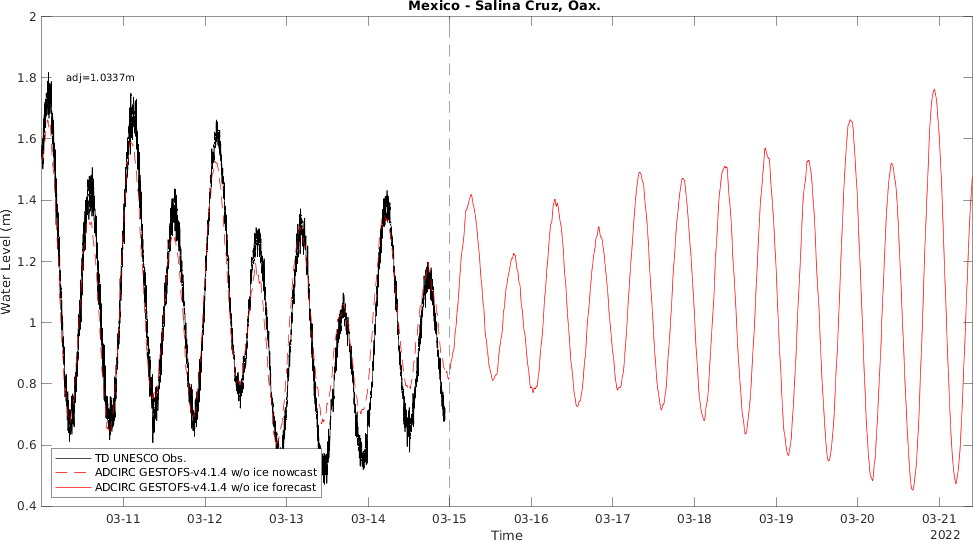 Mexico - Salina Cruz, Oax.
2
1.8
1.6
1.4
1.2
1
0.8
0.6
0.4
Water Level (m)
adj=1.0337m
TD UNESCO Obs.
ADCIRC GESTOFS-v4.1.4 w/o ice nowcast
ADCIRC GESTOFS-v4.1.4 w/o ice forecast
03-11 03-12 03-13 03-14 03-15 03-16 03-17 03-18 03-19 03-20 03-21
Time
2022